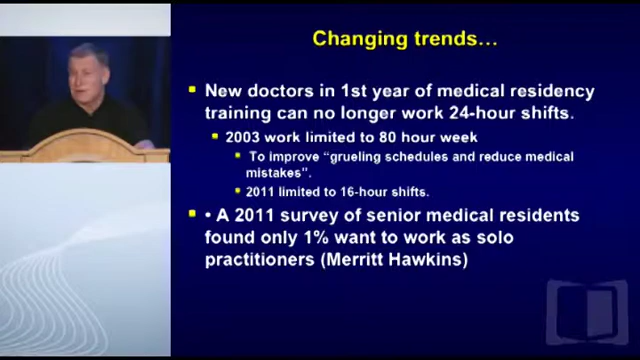 Changing trends…
New doctors in 1st year of medical residency
training can no longer work 24-hour shifts.
2003 work limited to 80 hour week
To improve “grueling schedules and reduce medical
mistakes”.
2011 limited to 16-hour shifts.
• A 2011 survey of senior medical residents
found only 1% want to work as solo
practitioners (Merritt Hawkins)